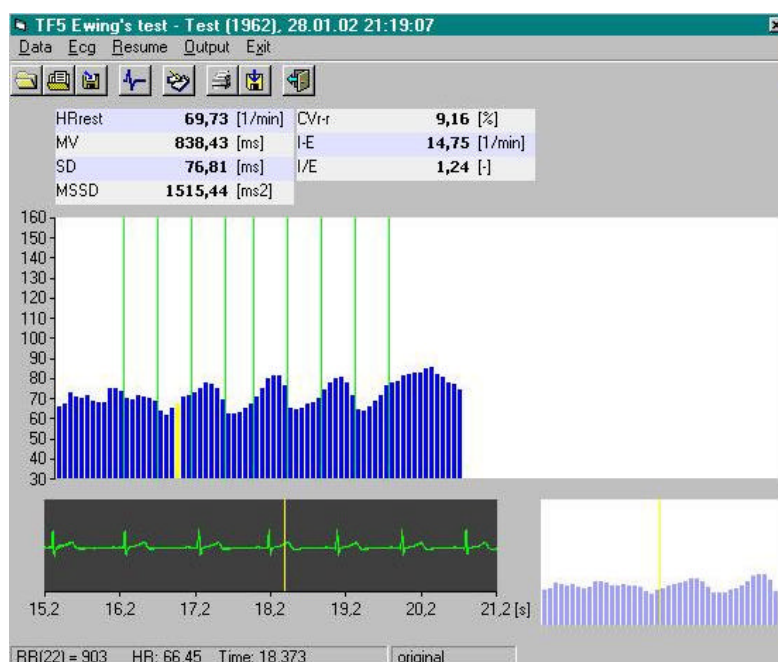 TF5 Ewing's test - Test (1962), 28.01.02 21:19:07
Data Ecg Resume Output Exit
HRrest 69,73 [1/min] CVr-r 9,16 [%]
MV 838,43 [ms] I-E 14,75 [1/min]
SD 76,81 [ms] I/E 1,24 [-]
MSSD 1515,44 [ms2]
160
150
140
130
120
110
100
90
80
70
60
50
40
30
15,2 16,2 17,2 18,2 19,2 20,2 21,2 [s]
RR(22) = 903 HR: 66.45 Time: 18.373 original